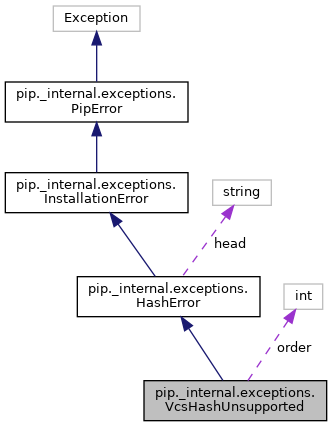 Exception
pip._internal.exceptions.
PipError
pip._internal.exceptions.
InstallationError
string
head
pip._internal.exceptions.
HashError
int
order
pip._internal.exceptions.
VcsHashUnsupported